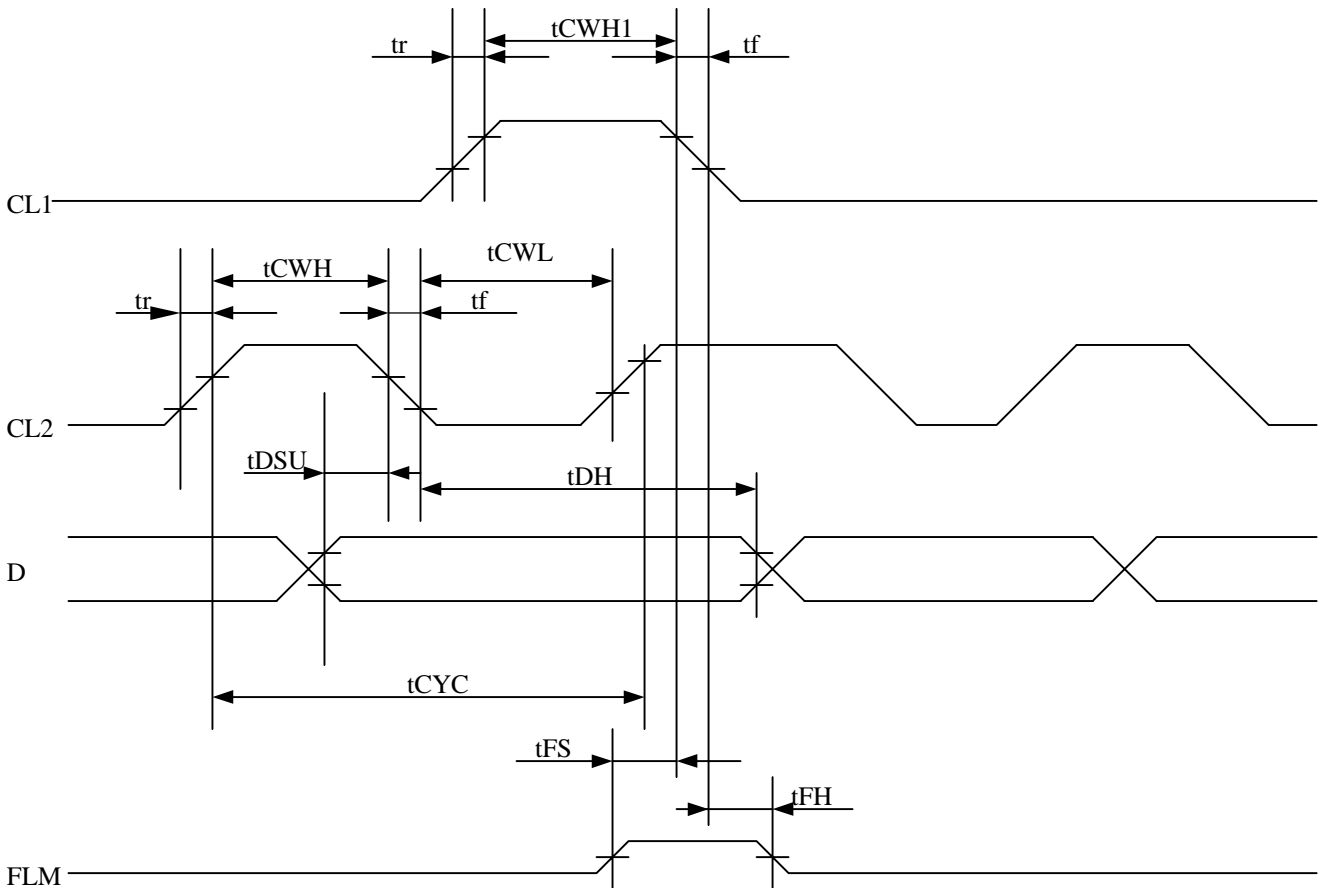 tCWH1
tr
tf
CL1
tCWL
tCWH
tr
tf
CL2
tDSU
tDH
D
tCYC
tFS
tFH
FLM